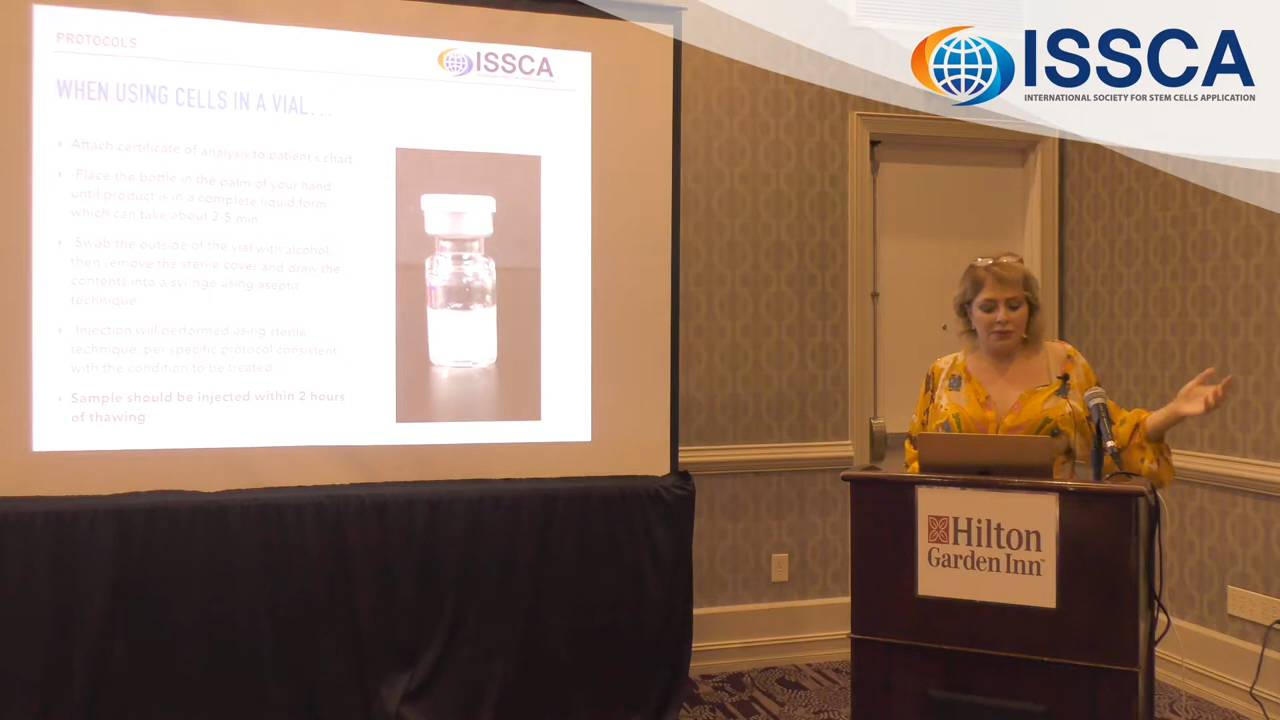 PROTOCOLS
ISSCA
WHEN USING CELLS IN A VIAL...
Attach certificate of analysis to patient's chart
-Place the bottle in the palm of your hand
until product is in a complete liquid form
which can take about 3-5 min
-Swab the outside of the vial with alcohol,
then remove the sterile cover and draw the
contents into a syringe using aseptic
technique
-Injection will performed using sterile
technique, per specific protocol consistent
with the condition to be treated
Sample should be injected within 2 hours
of thawing
ISSCA
INTERNATIONAL SOCIETY FOR STEM CELLS APPLICATION
Hilton
Garden Inn™